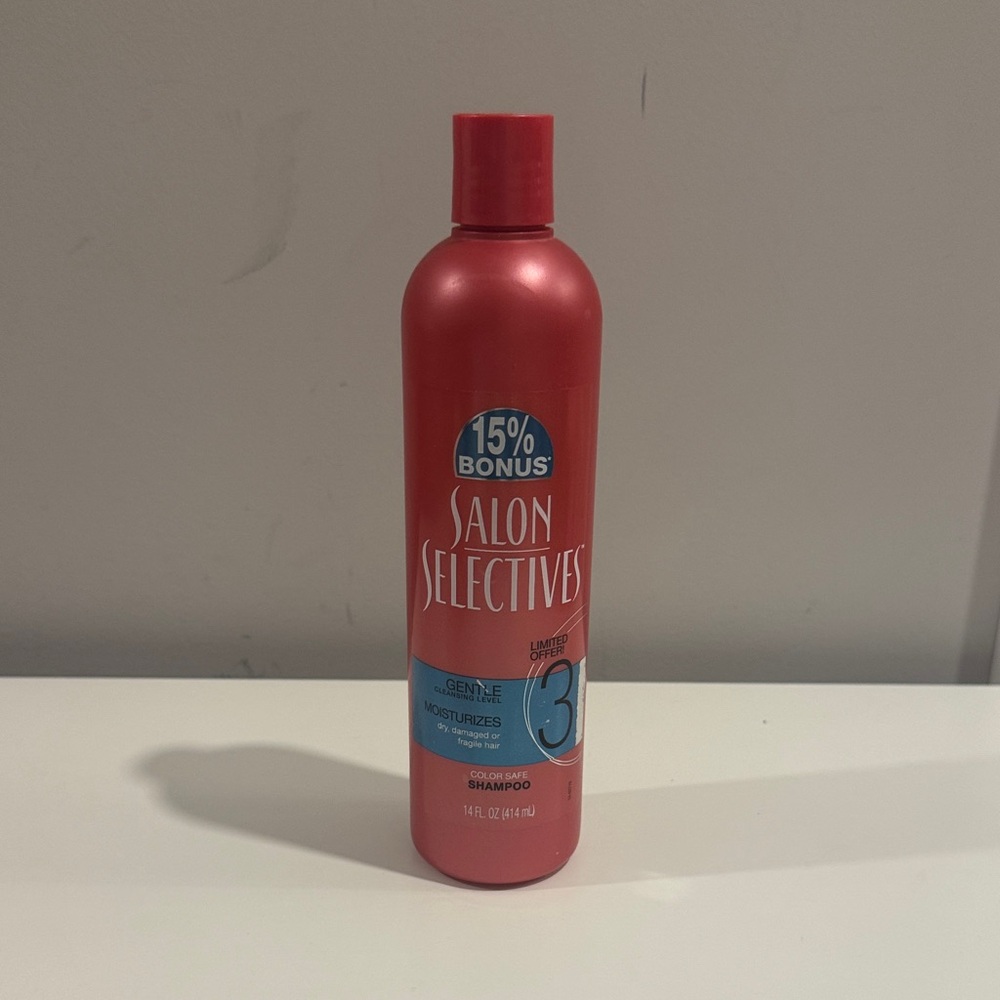 15%
BONUS*
SALON
SELECTIVES™
LIMITED
OFFER!
3
GENTLE
CLEANSING LEVEL
MOISTURIZES
dry, damaged or
fragile hair
COLOR SAFE
SHAMPOO
14 FL. OZ (414 mL)